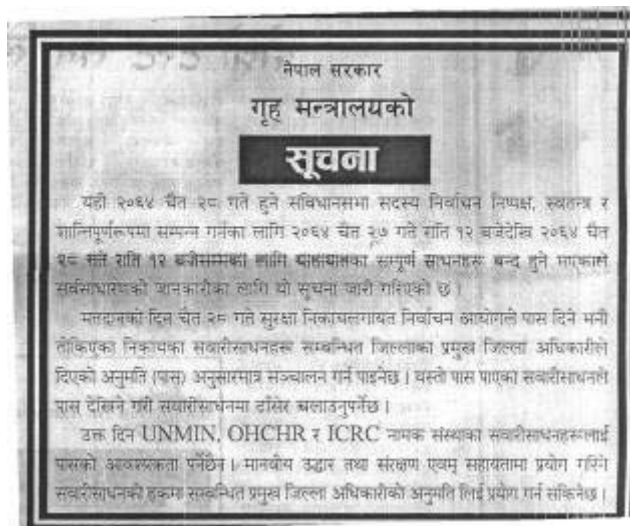 नेपाल सरकार
गृह मन्त्रालयको
सूचना
यही २०६४ चैत २८ गते हुने संविधानसभा सदस्य निर्वाचन निष्पक्ष, स्वतन्त्र र
शान्तिपूर्णरूपमा सम्पन्न गर्नका लागि २०६४ चैत २७ गते राति १२ बजेदेखि २०६४ चैत
२८ गते राति १२ बजेसम्मको लागि यातायातका सम्पूर्ण साधनहरू बन्द हुने भएकाले
सर्वसाधारणको जानकारीका लागि यो सूचना जारी गरिएको छ ।
मतदानको दिन चैत २८ गते सुरक्षा निकायलगायत निर्वाचन आयोगले पास दिने भनी
तोकिएका निकायका सवारीसाधनहरू सम्बन्धित जिल्लाका प्रमुख जिल्ला अधिकारीले
दिएको अनुमति (पास) अनुसारमात्र सञ्चालन गर्न पाइनेछ । यस्तो पास पाएका सवारीसाधनले
पास देखिने गरी सवारीसाधनमा टाँसेर चलाउनुपर्नेछ ।
उक्त दिन UNMIN, OHCHR र ICRC नामक संस्थाका सवारीसाधनहरूलाई
पासको आवश्यकता पर्नेछैन । मानवीय उद्धार तथा संरक्षण एवम् सहायतामा प्रयोग गरिने
सवारीसाधनको हकमा सम्बन्धित प्रमुख जिल्ला अधिकारीको अनुमति लिई प्रयोग गर्न सकिनेछ ।